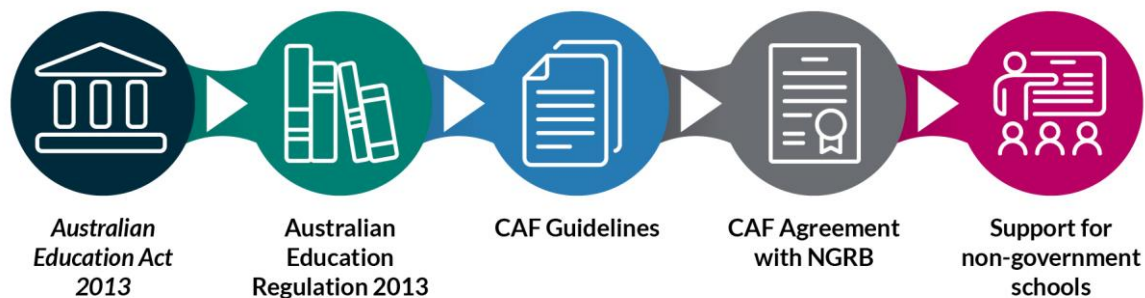 Australian
Education Act
2013
Australian
Education
Regulation 2013
CAF Guidelines
CAF Agreement
with NGRB
Support for
non-government
schools